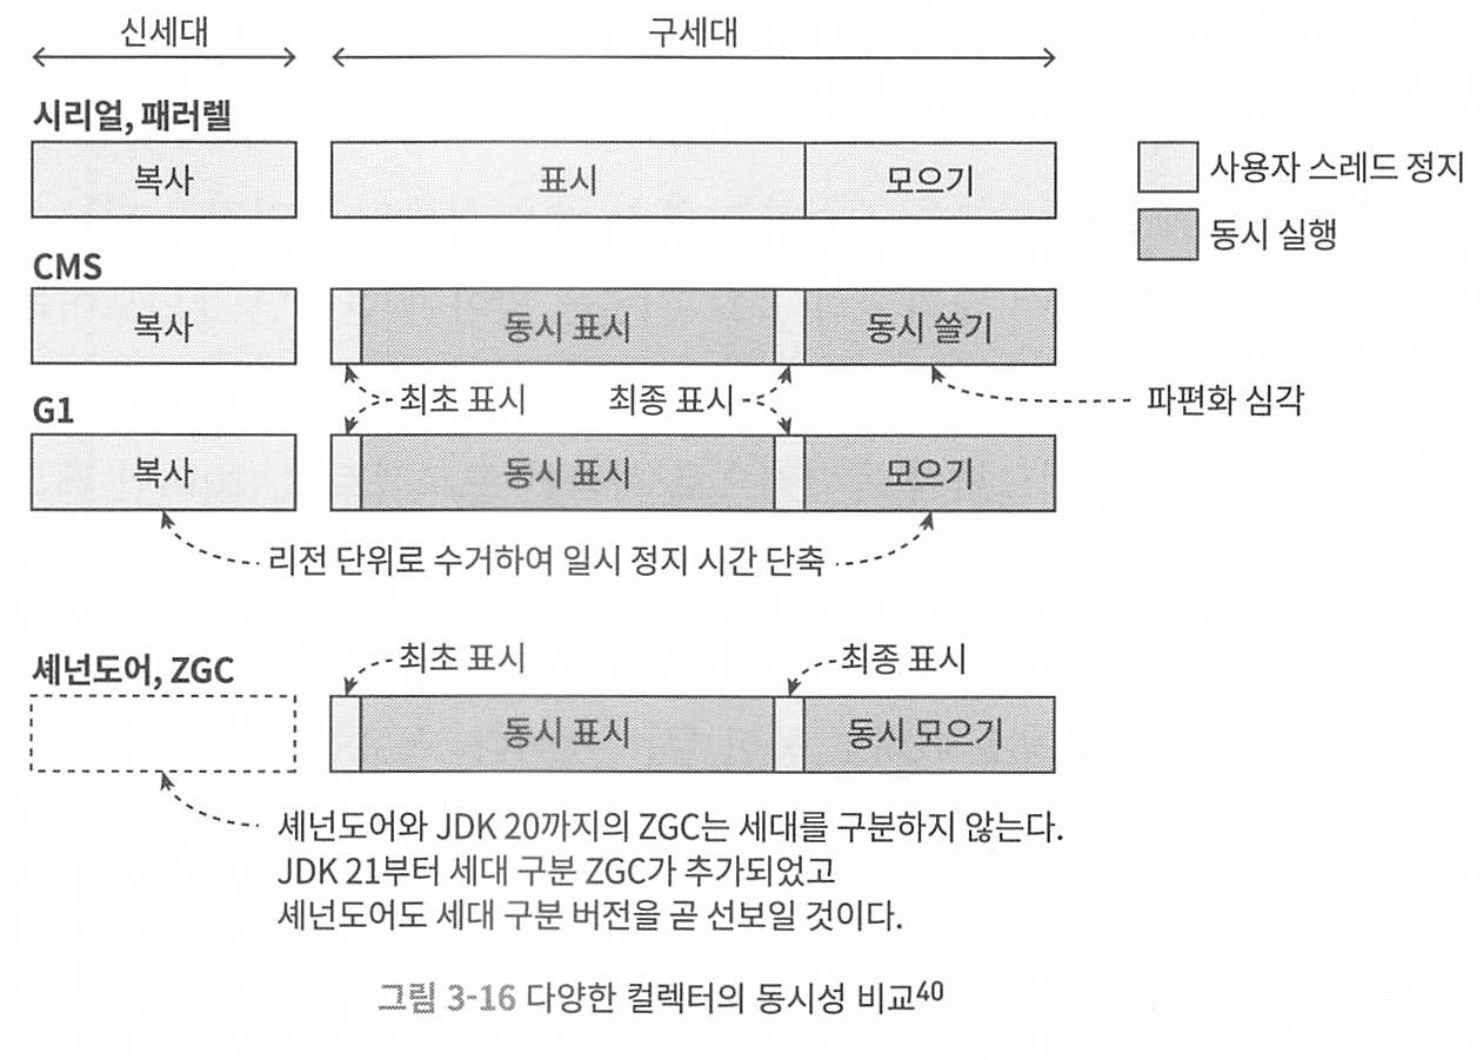 신세대
구세대
시리얼, 패러렐
복사
표시
모으기
사용자 스레드 정지
동시 실행
CMS
복사
동시 표시
동시 쓸기
최초 표시
최종 표시
파편화 심각
G1
복사
동시 표시
모으기
리전 단위로 수거하여 일시 정지 시간 단축
셰넌도어, ZGC
최초 표시
최종 표시
동시 표시
동시 모으기
셰넌도어와 JDK 20까지의 ZGC는 세대를 구분하지 않는다.
JDK 21부터 세대 구분 ZGC가 추가되었고
셰넌도어도 세대 구분 버전을 곧 선보일 것이다.
그림 3-16 다양한 컬렉터의 동시성 비교40